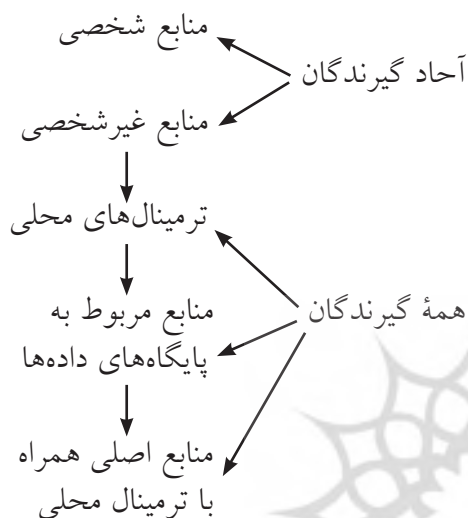 منابع شخصی
آحاد گیرندگان
منابع غیرشخصی
ترمینال‌های محلی
همهٔ گیرندگان
منابع مربوط به
پایگاه‌های داده‌ها
منابع اصلی همراه
با ترمینال محلی